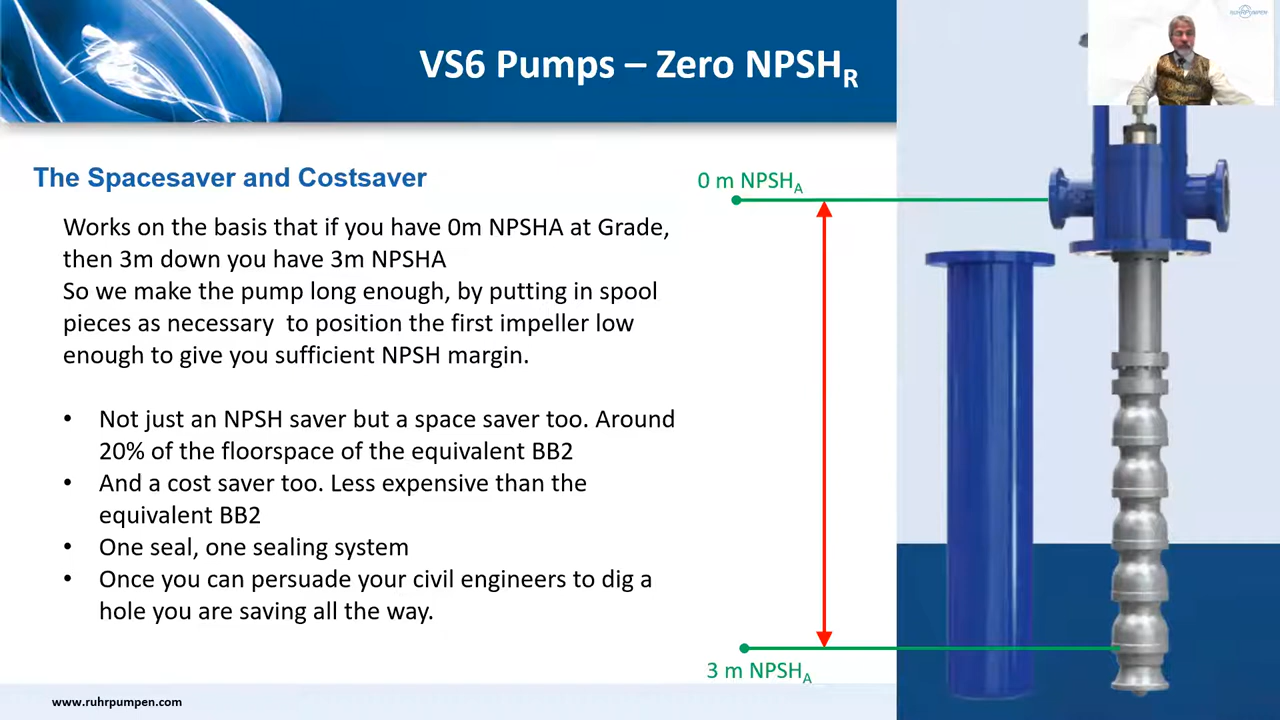 RUHRPUMPEN
VS6 Pumps – Zero NPSHR
The Spacesaver and Costsaver
0 m NPSHA
Works on the basis that if you have 0m NPSHA at Grade,
then 3m down you have 3m NPSHA
So we make the pump long enough, by putting in spool
pieces as necessary to position the first impeller low
enough to give you sufficient NPSH margin.
• Not just an NPSH saver but a space saver too. Around
20% of the floorspace of the equivalent BB2
• And a cost saver too. Less expensive than the
equivalent BB2
• One seal, one sealing system
• Once you can persuade your civil engineers to dig a
hole you are saving all the way.
3 m NPSHA
www.ruhrpumpen.com